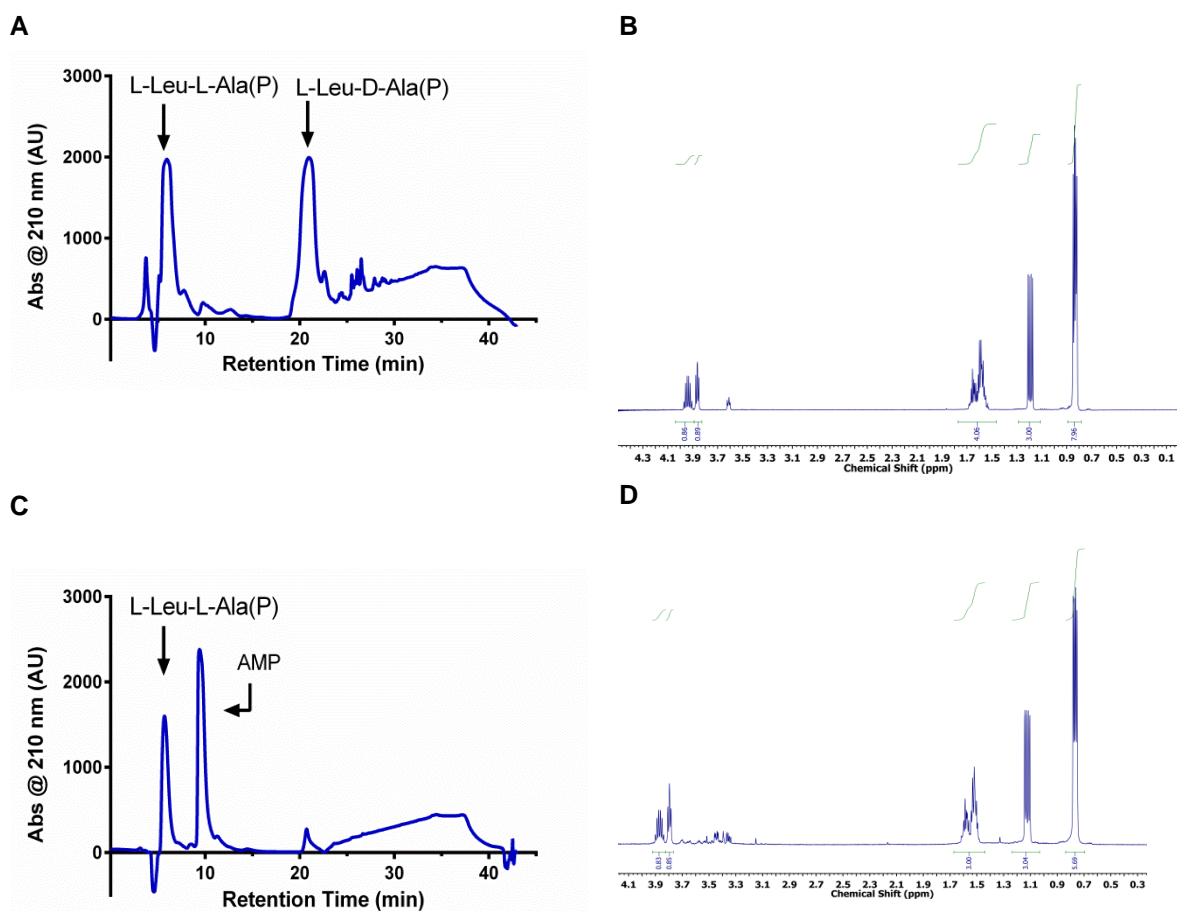 A
3000
2000
1000
0
Abs @ 210 nm (AU)
L-Leu-L-Ala(P)
L-Leu-D-Ala(P)
10
20
30
40
Retention Time (min)
B
0.86
0.89
4.06
3.00
7.96
4.3 3.9 3.7 3.5 3.3 3.1 2.9 2.7 2.5 2.3 2.1 1.9 1.7 1.5 1.3 1.1 0.9 0.7 0.5 0.3 0.1
Chemical Shift (ppm)
C
3000
2000
1000
0
Abs @ 210 nm (AU)
L-Leu-L-Ala(P)
AMP
10
20
30
40
Retention Time (min)
D
0.83
0.85
3.00
3.04
5.69
4.1 3.9 3.7 3.5 3.3 3.1 2.9 2.7 2.5 2.3 2.1 1.9 1.7 1.5 1.3 1.1 0.9 0.7 0.5 0.3
Chemical Shift (ppm)